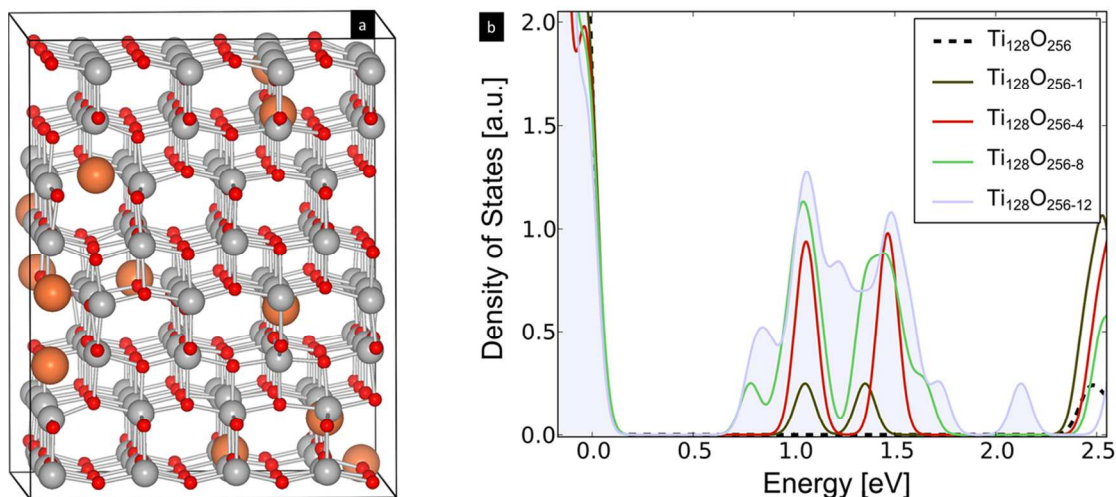 a
b
Density of States [a.u.]
2.0
1.5
1.0
0.5
0.0
0.0 0.5 1.0 1.5 2.0 2.5
Energy [eV]
Ti₁₂₈O₂₅₆
Ti₁₂₈O₂₅₆₋₁
Ti₁₂₈O₂₅₆₋₄
Ti₁₂₈O₂₅₆₋₈
Ti₁₂₈O₂₅₆₋₁₂